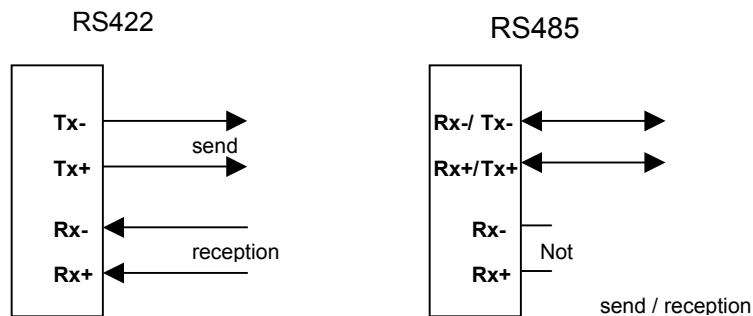 RS422
Tx-
send
Tx+
Rx-
reception
Rx+
RS485
Rx-/ Tx-
Rx+/Tx+
Rx-
Not
Rx+
send / reception